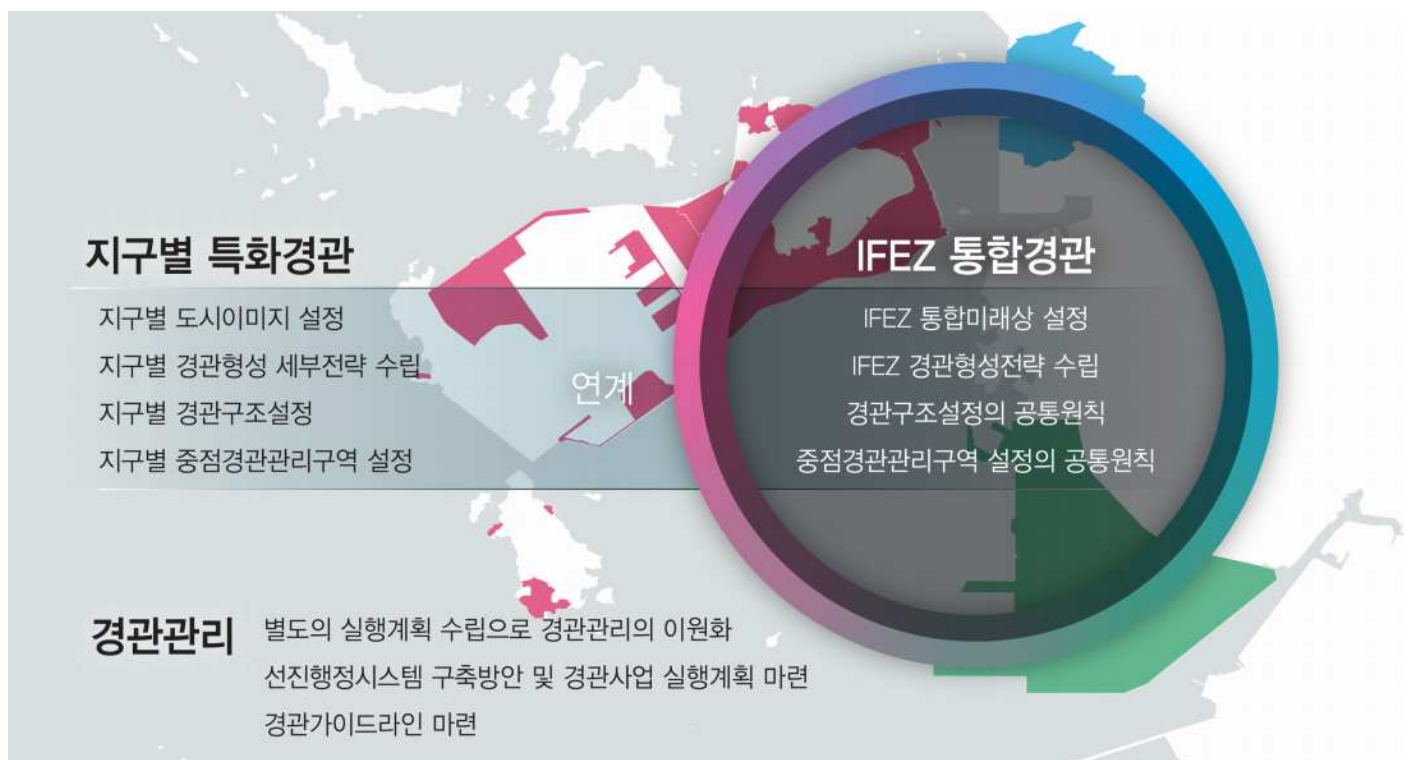 지구별 특화경관
지구별 도시이미지 설정
지구별 경관형성 세부전략 수립
지구별 경관구조설정
지구별 중점경관관리구역 설정
연계
IFEZ 통합경관
IFEZ 통합미래상 설정
IFEZ 경관형성전략 수립
경관구조설정의 공통원칙
중점경관관리구역 설정의 공통원칙
경관관리
별도의 실행계획 수립으로 경관관리의 이원화
선진행정시스템 구축방안 및 경관사업 실행계획 마련
경관가이드라인 마련